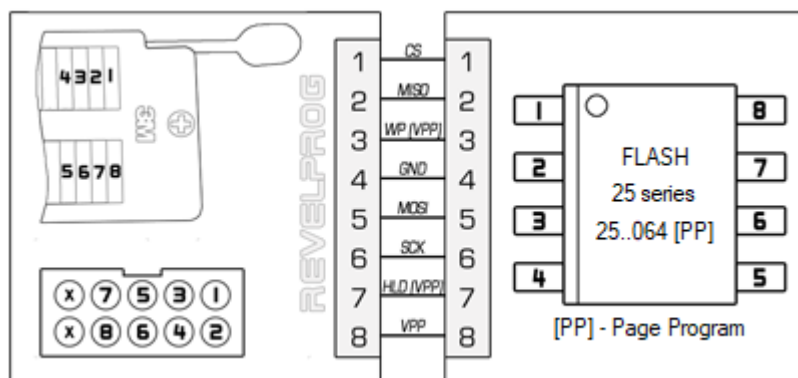 4321
5678
3M
REVELPROG
x 7 5 3 1
x 8 6 4 2
1 CS 1
2 MISO 2
3 WP (VPP) 3
4 GND 4
5 MOSI 5
6 SCK 6
7 HLD (VPP) 7
8 VPP 8
1 8
FLASH
2 7
25 series
3 6
25..064 [PP]
4 5
[PP] - Page Program